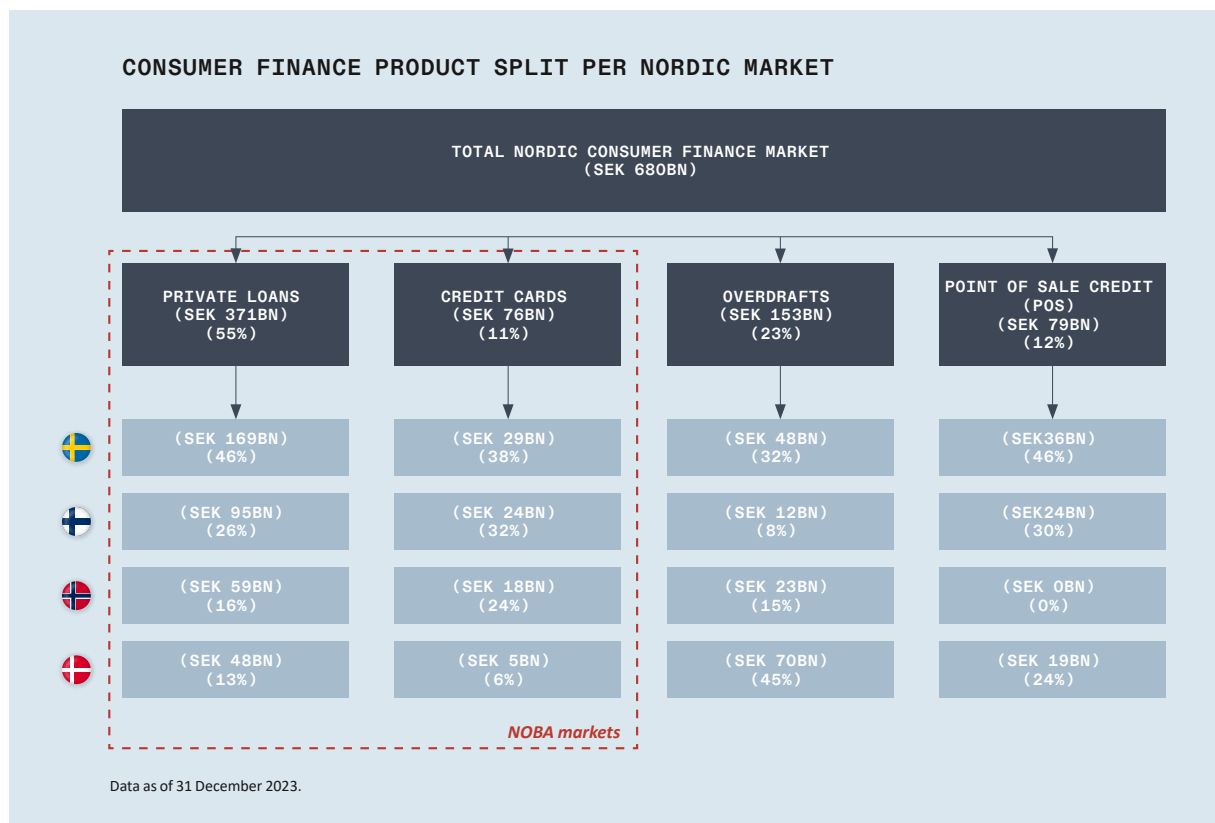 CONSUMER FINANCE PRODUCT SPLIT PER NORDIC MARKET
TOTAL NORDIC CONSUMER FINANCE MARKET
(SEK 680BN)
PRIVATE LOANS
(SEK 371BN)
(55%)
CREDIT CARDS
(SEK 76BN)
(11%)
OVERDRAFTS
(SEK 153BN)
(23%)
POINT OF SALE CREDIT
(POS)
(SEK 79BN)
(12%)
(SEK 169BN)
(46%)
(SEK 29BN)
(38%)
(SEK 48BN)
(32%)
(SEK36BN)
(46%)
(SEK 95BN)
(26%)
(SEK 24BN)
(32%)
(SEK 12BN)
(8%)
(SEK24BN)
(30%)
(SEK 59BN)
(16%)
(SEK 18BN)
(24%)
(SEK 23BN)
(15%)
(SEK 0BN)
(0%)
(SEK 48BN)
(13%)
(SEK 5BN)
(6%)
(SEK 70BN)
(45%)
(SEK 19BN)
(24%)
NOBA markets
Data as of 31 December 2023.